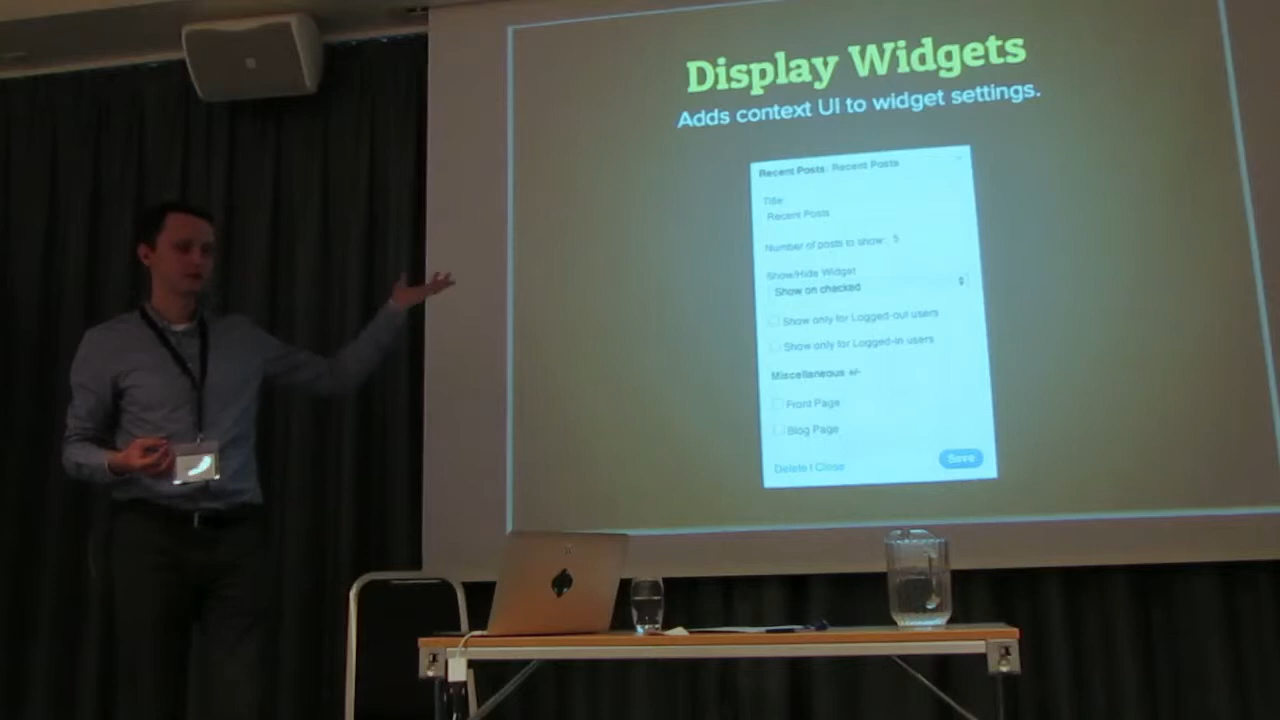 Display Widgets
Adds context UI to widget settings.
Recent Posts: Recent Posts
Title:
Recent Posts
Number of posts to show: 5
Show/Hide Widget
Show on checked
Show only for Logged-out users
Show only for Logged-in users
Miscellaneous +/-
Front Page
Blog Page
Delete | Close
Save